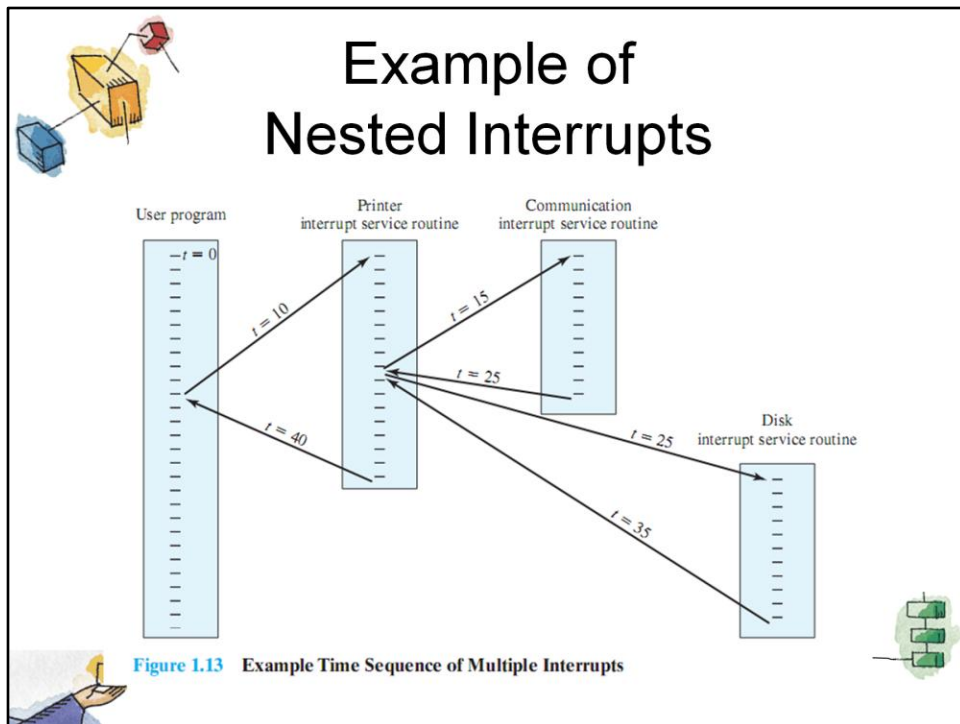 Example of
Nested Interrupts
User program
Printer
interrupt service routine
Communication
interrupt service routine
t = 0
t = 10
t = 15
t = 25
t = 40
t = 25
Disk
interrupt service routine
t = 35
Figure 1.13 Example Time Sequence of Multiple Interrupts